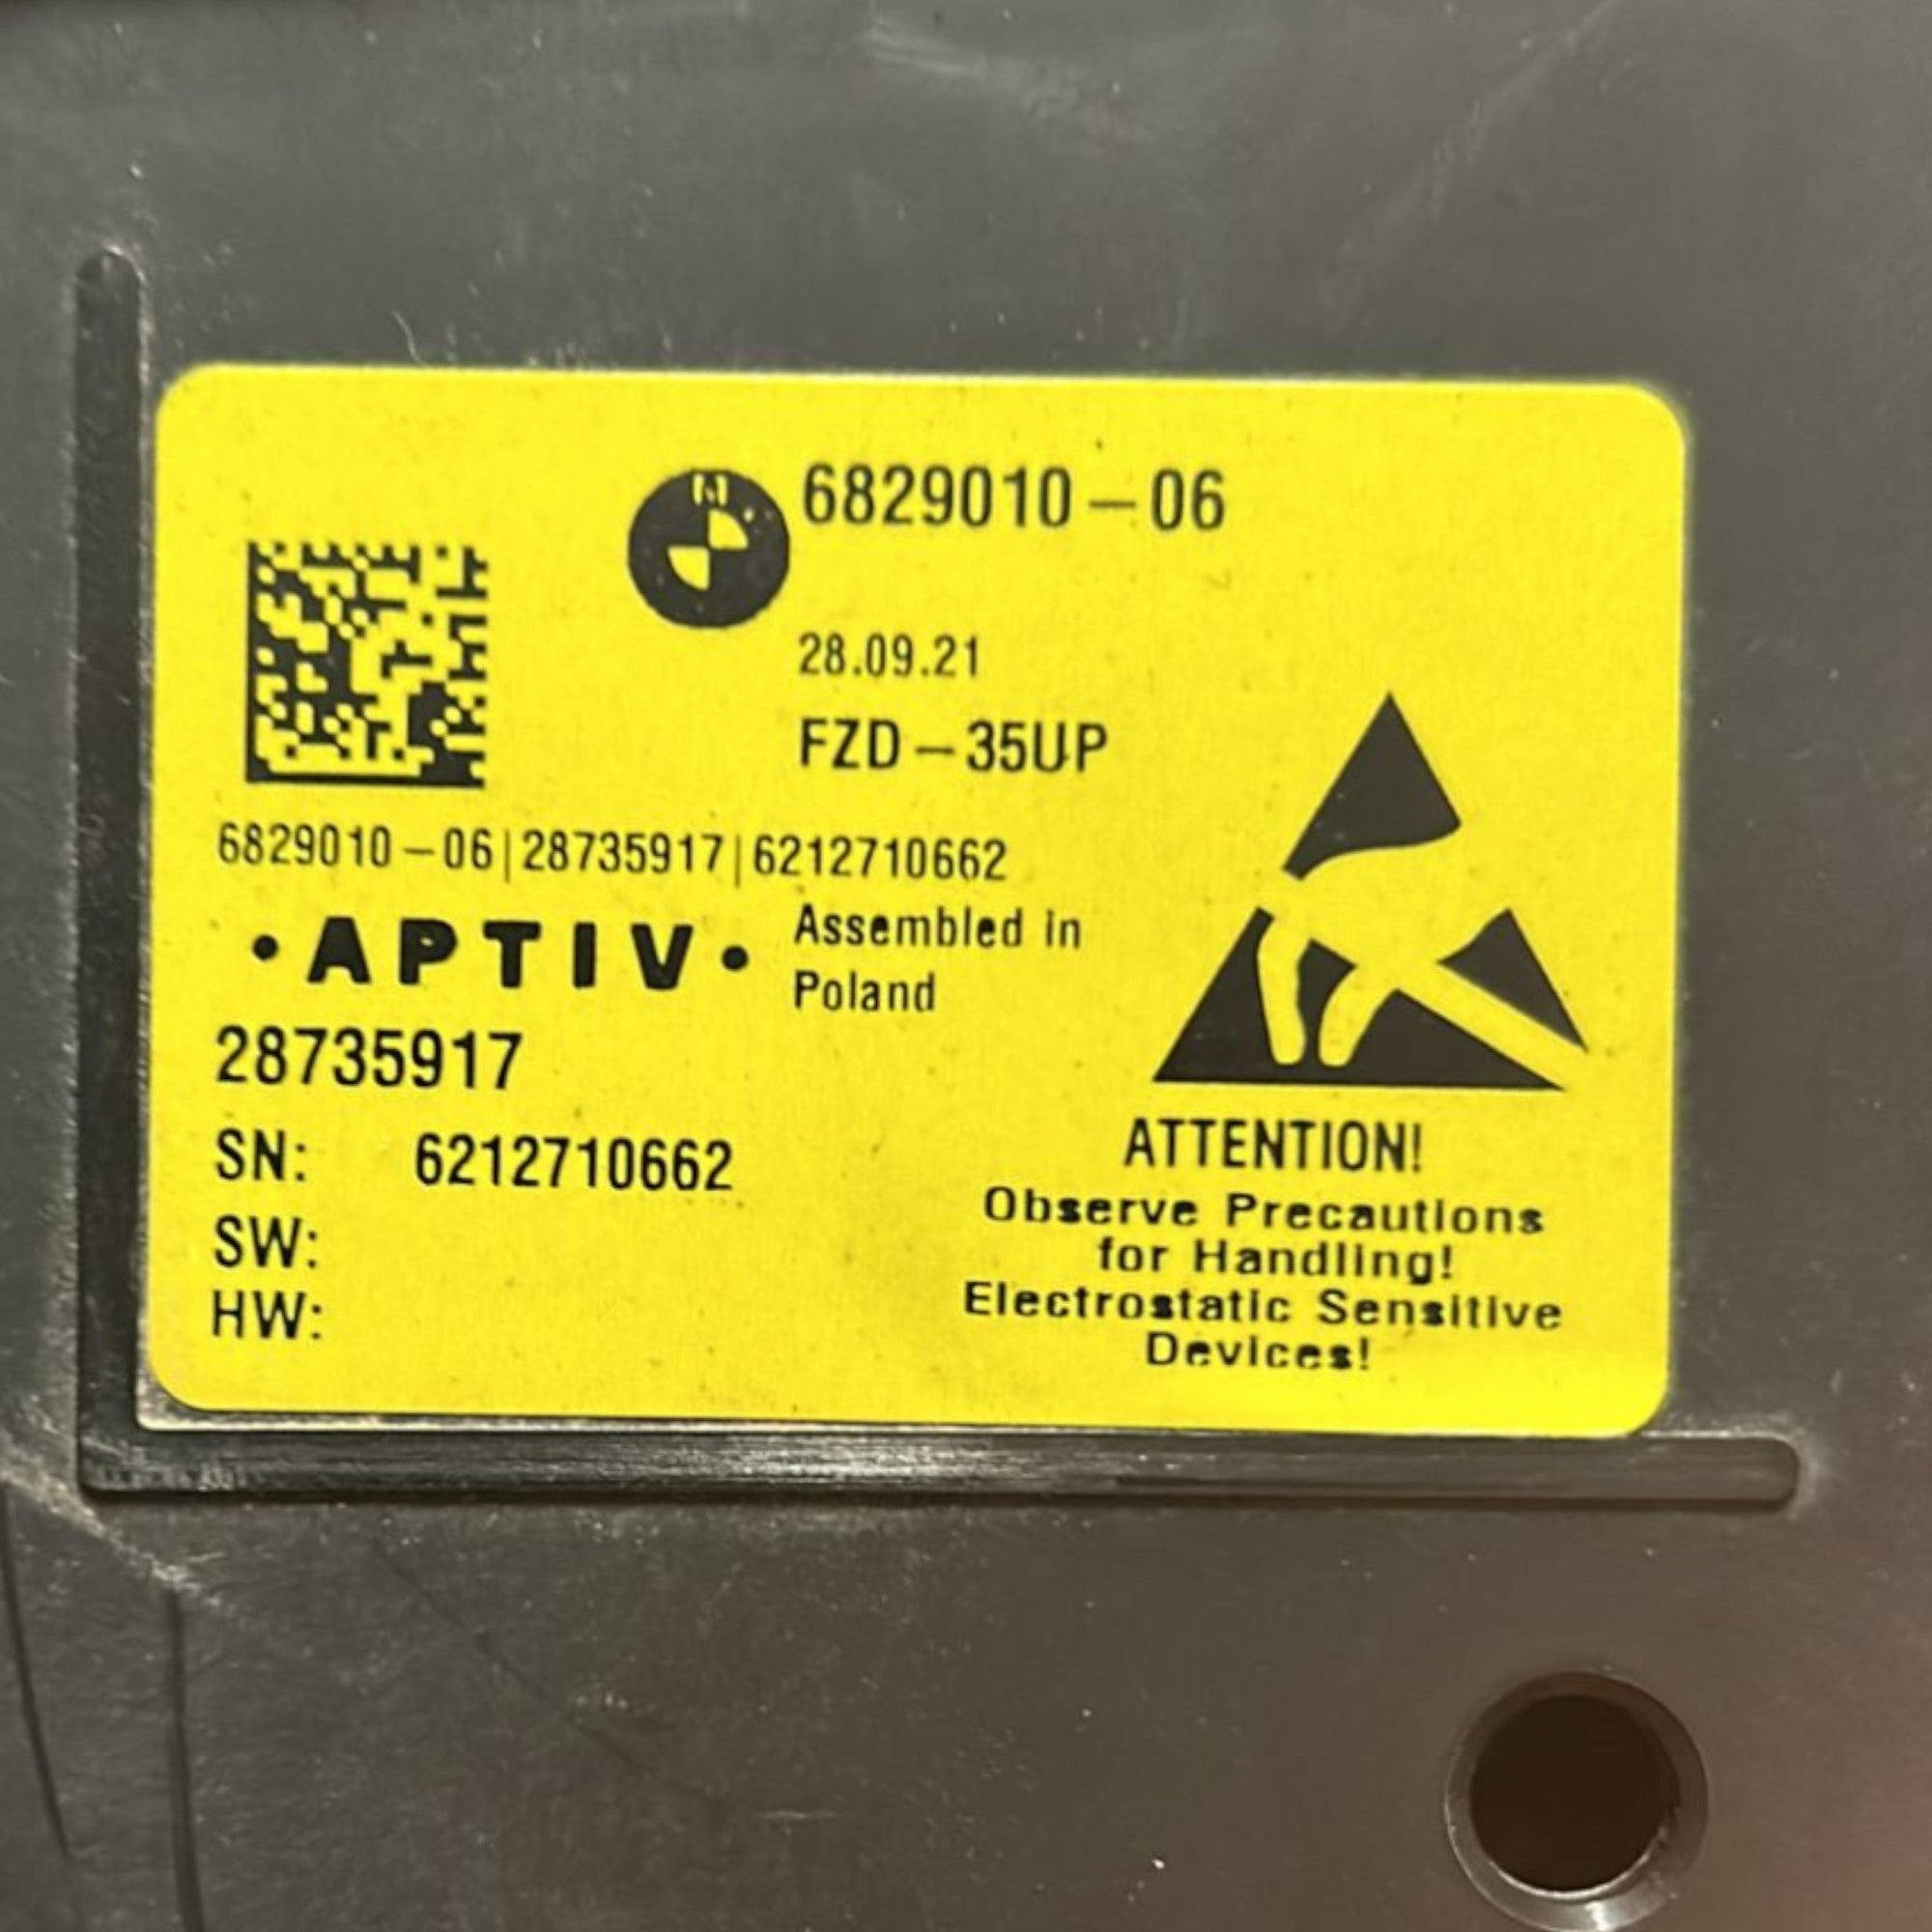 6829010-06
28.09.21
FZD-35UP
6829010-06|28735917|6212710662
·APTIV·
Assembled in
Poland
28735917
SN: 6212710662
SW:
HW:
ATTENTION!
Observe Precautions
for Handling!
Electrostatic Sensitive
Devices!